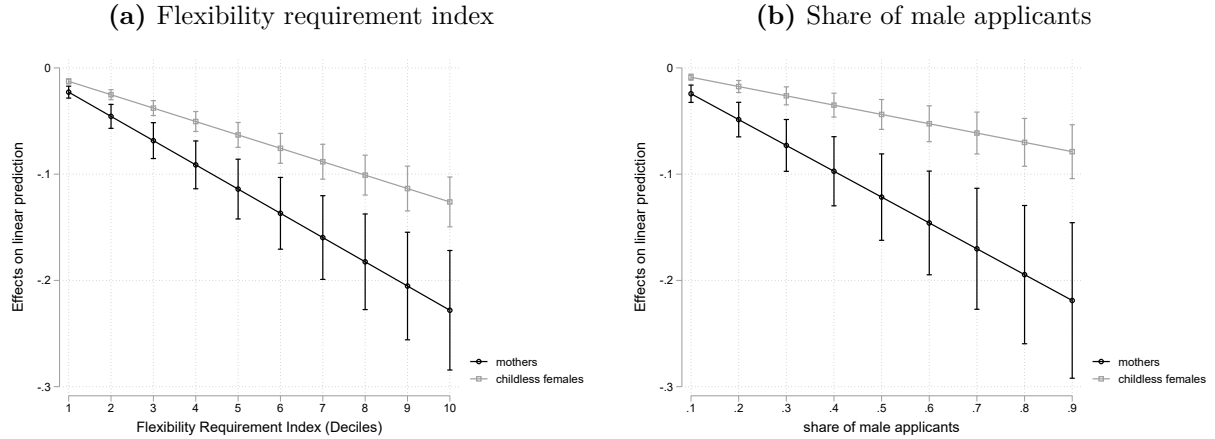 (a) Flexibility requirement index
0
-.1
-.2
-.3
Effects on linear prediction
1 2 3 4 5 6 7 8 9 10
Flexibility Requirement Index (Deciles)
mothers
childless females
(b) Share of male applicants
0
-.1
-.2
-.3
Effects on linear prediction
.1 .2 .3 .4 .5 .6 .7 .8 .9
share of male applicants
mothers
childless females